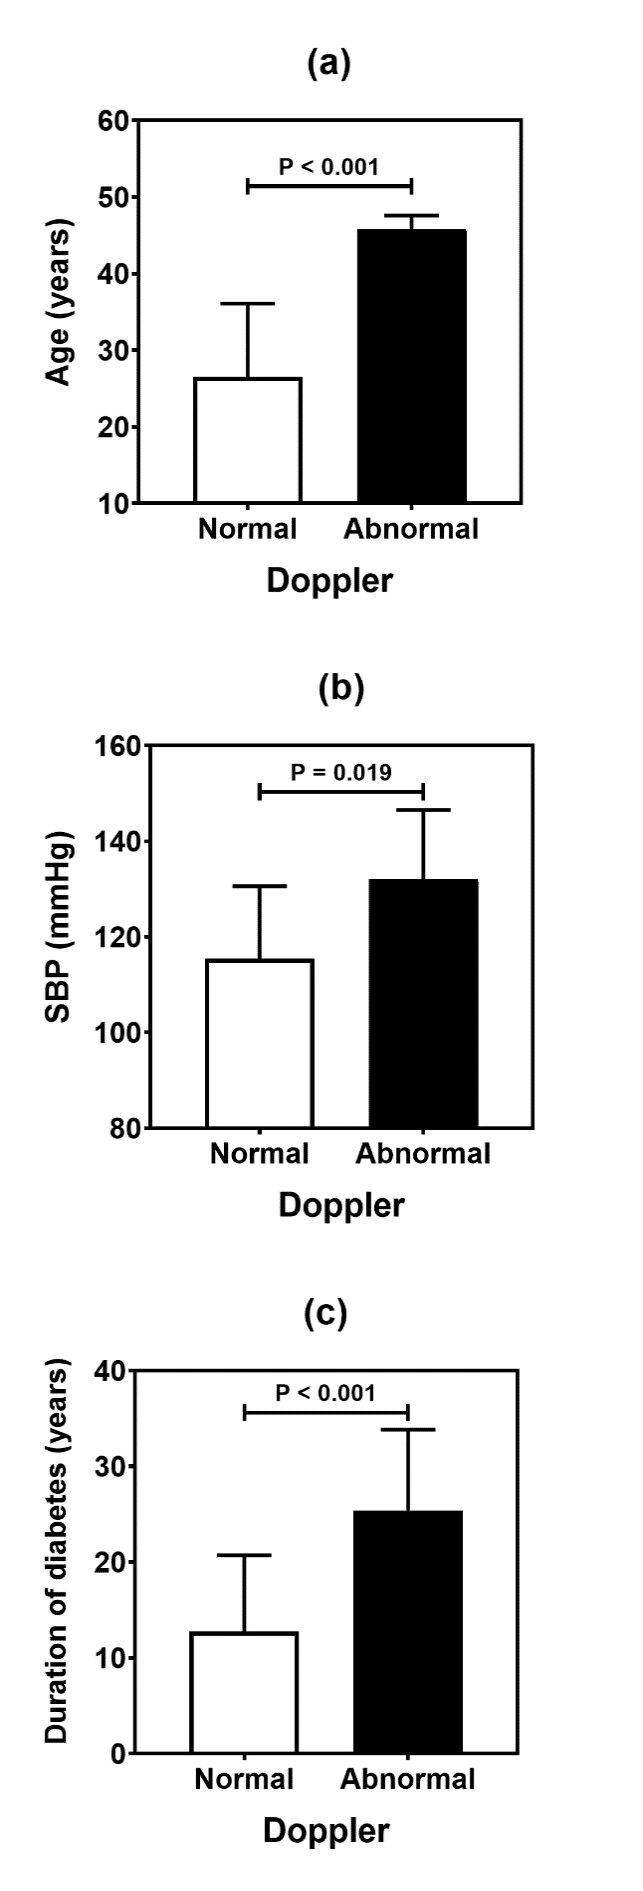 (a)
60
P < 0.001
50
40
30
20
10
Age (years)
Normal Abnormal
Doppler
(b)
160
P = 0.019
140
120
100
80
SBP (mmHg)
Normal Abnormal
Doppler
(c)
40
P < 0.001
30
20
10
0
Duration of diabetes (years)
Normal Abnormal
Doppler